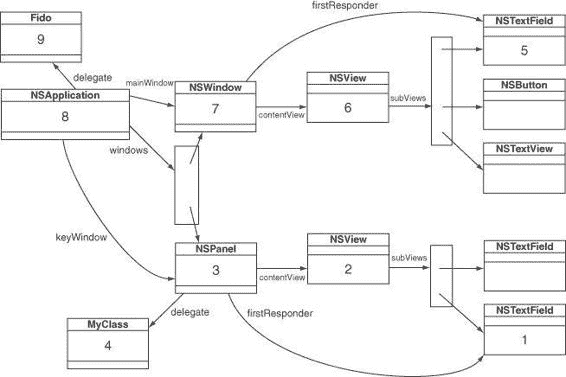 firstResponder
Fido
9
NSTextField
5
delegate
mainWindow
NSWindow
7
NSView
6
contentView
subViews
NSApplication
8
NSButton
windows
NSTextView
keyWindow
NSPanel
3
NSView
2
contentView
subViews
NSTextField
delegate
firstResponder
MyClass
4
NSTextField
1